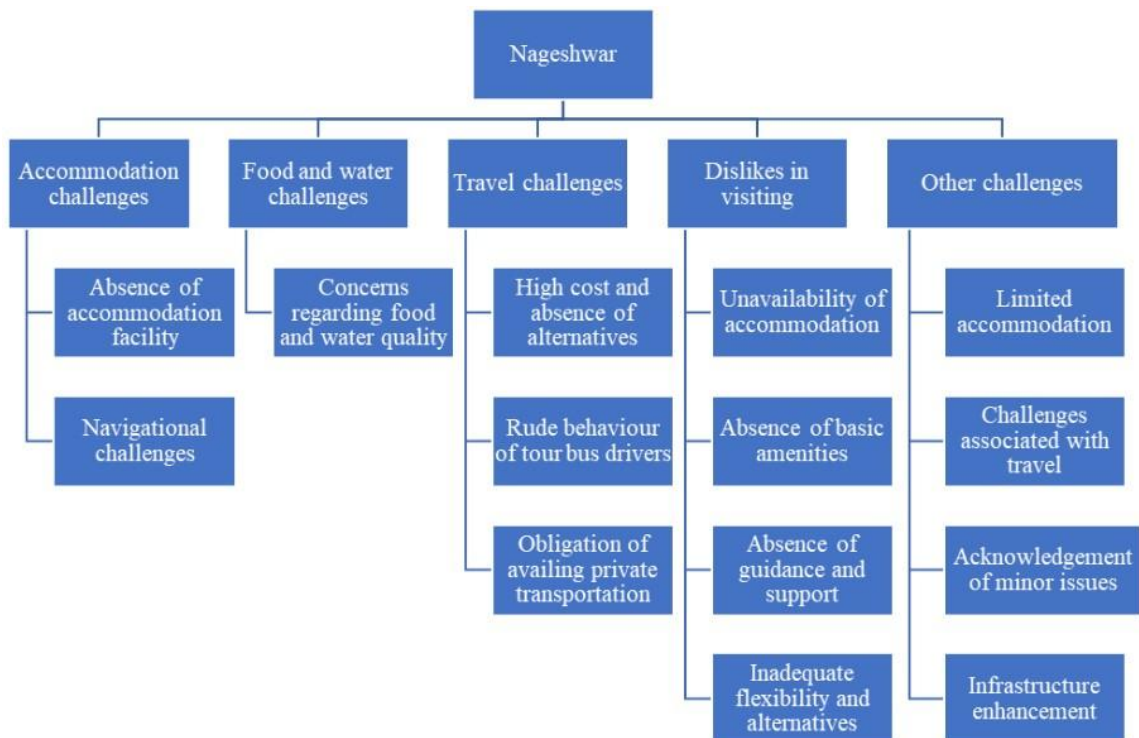 Nageshwar
Accommodation
challenges
Absence of
accommodation
facility
Navigational
challenges
Food and water
challenges
Concerns
regarding food
and water quality
Travel challenges
High cost and
absence of
alternatives
Rude behaviour
of tour bus drivers
Obligation of
availing private
transportation
Dislikes in
visiting
Unavailability of
accommodation
Absence of basic
amenities
Absence of
guidance and
support
Inadequate
flexibility and
alternatives
Other challenges
Limited
accommodation
Challenges
associated with
travel
Acknowledgement
of minor issues
Infrastructure
enhancement